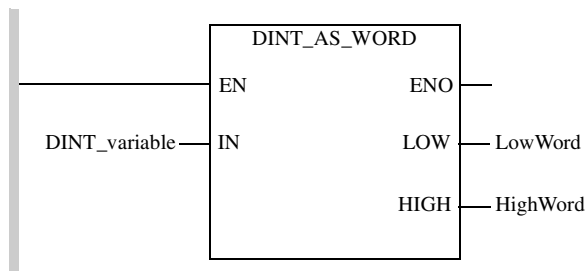 DINT_AS_WORD
EN ENO
DINT_variable IN LOW LowWord
HIGH HighWord